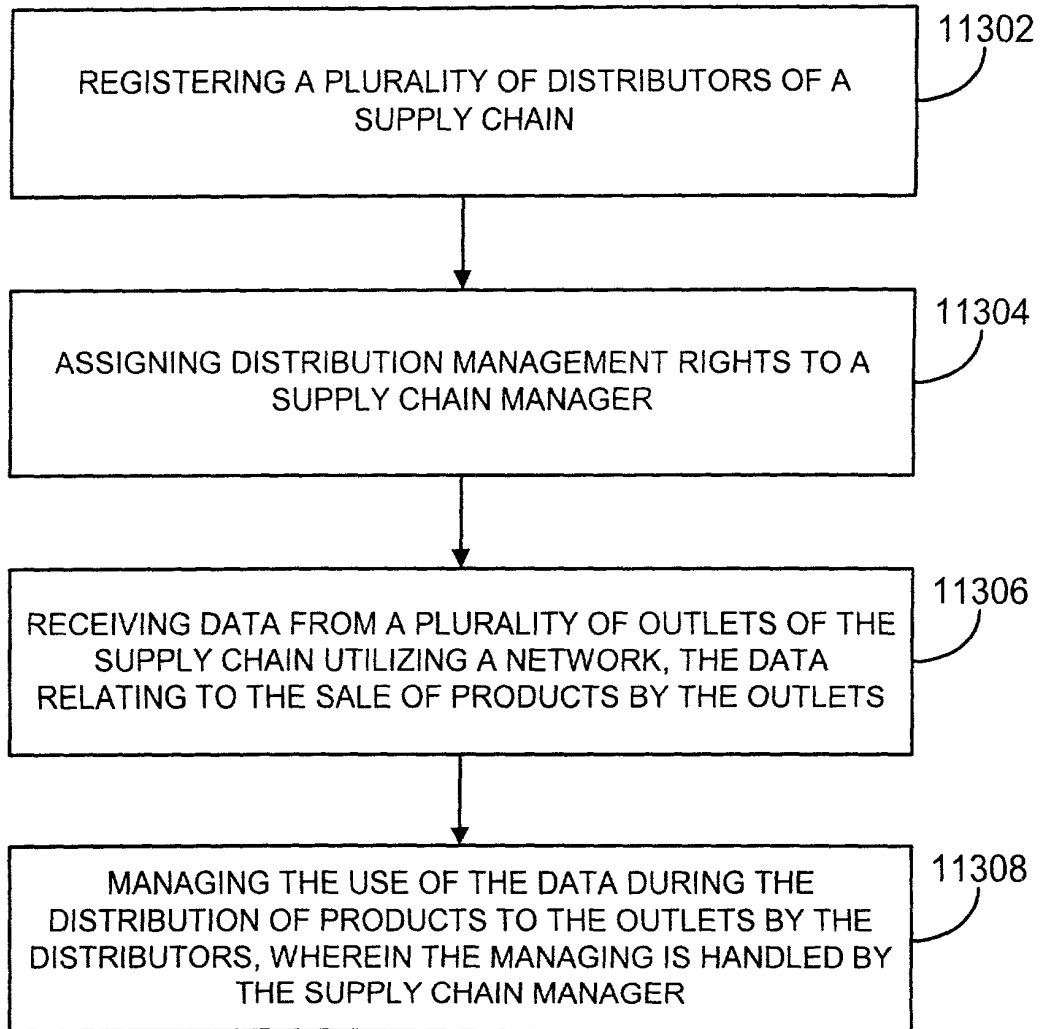 11302
REGISTERING A PLURALITY OF DISTRIBUTORS OF A
SUPPLY CHAIN
11304
ASSIGNING DISTRIBUTION MANAGEMENT RIGHTS TO A
SUPPLY CHAIN MANAGER
11306
RECEIVING DATA FROM A PLURALITY OF OUTLETS OF THE
SUPPLY CHAIN UTILIZING A NETWORK, THE DATA
RELATING TO THE SALE OF PRODUCTS BY THE OUTLETS
11308
MANAGING THE USE OF THE DATA DURING THE
DISTRIBUTION OF PRODUCTS TO THE OUTLETS BY THE
DISTRIBUTORS, WHEREIN THE MANAGING IS HANDLED BY
THE SUPPLY CHAIN MANAGER